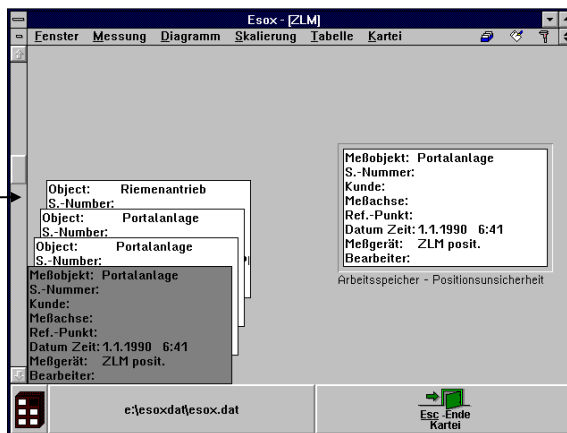 Esox - [ZLM]
Fenster Messung Diagramm Skalierung Tabelle Kartei
Object: Riemenantrieb
S.-Number:
Object: Portalanlage
S.-Number:
Object: Portalanlage
S.-Number:
Meßobjekt: Portalanlage
S.-Nummer:
Kunde:
Meßachse:
Ref.-Punkt:
Datum Zeit: 1.1.1990 6:41
Meßgerät: ZLM posit.
Bearbeiter:
Meßobjekt: Portalanlage
S.-Nummer:
Kunde:
Meßachse:
Ref.-Punkt:
Datum Zeit: 1.1.1990 6:41
Meßgerät: ZLM posit.
Bearbeiter:
Arbeitsspeicher - Positionsunsicherheit
e:\esoxdat\esox.dat
Esc -Ende
Kartei